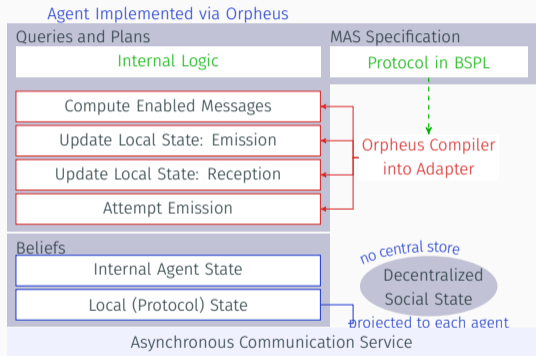 Agent Implemented via Orpheus
Queries and Plans
MAS Specification
Internal Logic
Protocol in BSPL
Compute Enabled Messages
Update Local State: Emission
Update Local State: Reception
Attempt Emission
Orpheus Compiler
into Adapter
Beliefs
Internal Agent State
Local (Protocol) State
no central store
Decentralized
Social State
projected to each agent
Asynchronous Communication Service